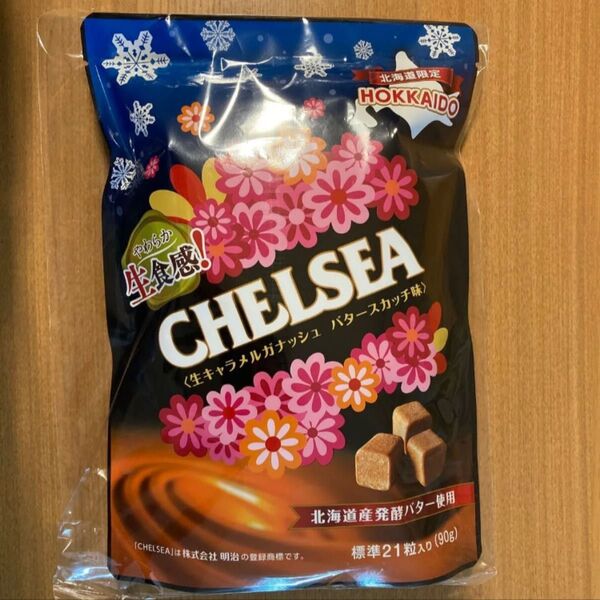 北海道限定
HOKKAIDO
やわらか
生食感!
CHELSEA
〈生キャラメルガナッシュ バタースカッチ味〉
北海道産発酵バター使用
「CHELSEA」は株式会社 明治の登録商標です。
標準21粒入り(90g)